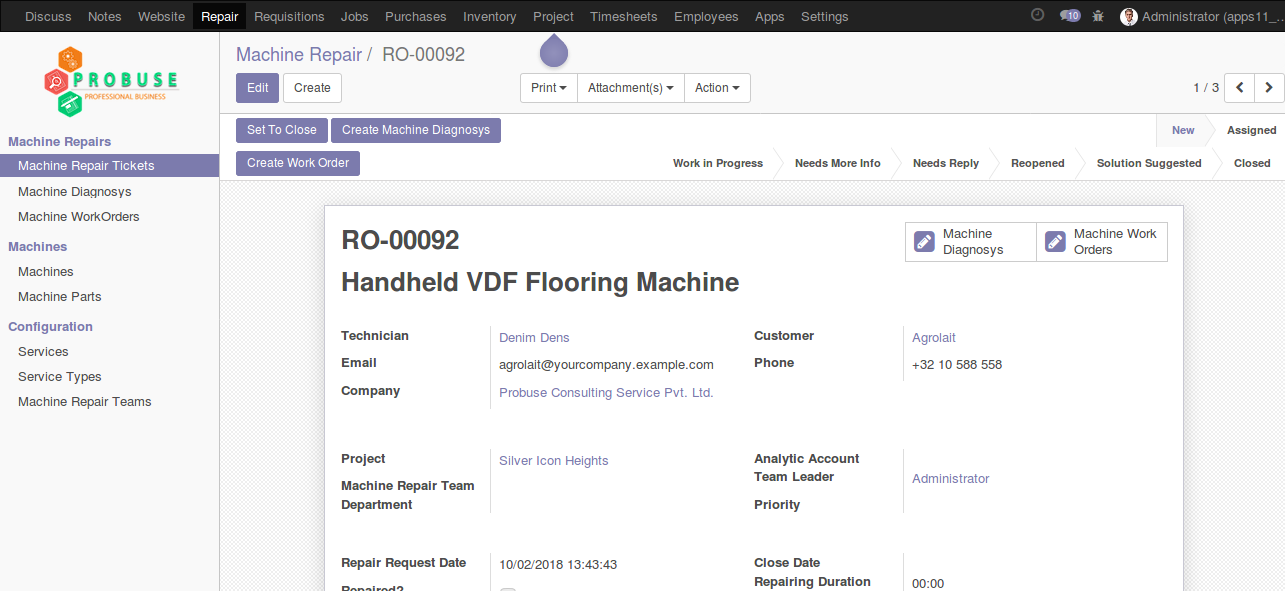 Discuss Notes Website Repair Requisitions Jobs Purchases Inventory Project Timesheets Employees Apps Settings 10 Administrator (apps11_...
PROBUSE
PROFESSIONAL BUSINESS
Machine Repairs
Machine Repair Tickets
Machine Diagnosys
Machine WorkOrders
Machines
Machines
Machine Parts
Configuration
Services
Service Types
Machine Repair Teams
Machine Repair / RO-00092
Edit Create Print Attachment(s) Action 1 / 3
Set To Close Create Machine Diagnosys New Assigned
Create Work Order Work in Progress Needs More Info Needs Reply Reopened Solution Suggested Closed
RO-00092
Machine Diagnosys
Machine Work Orders
Handheld VDF Flooring Machine
Technician Denim Dens Customer Agrolait
Email agrolait@yourcompany.example.com Phone +32 10 588 558
Company Probuse Consulting Service Pvt. Ltd.
Project Silver Icon Heights Analytic Account
Machine Repair Team Team Leader Administrator
Department Priority
Repair Request Date 10/02/2018 13:43:43 Close Date
Repaired? Repairing Duration 00:00